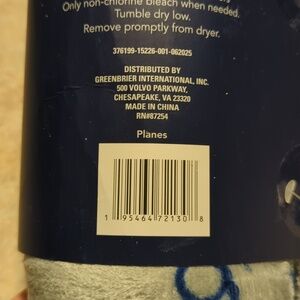 Only non-chlorine bleach when needed.
Tumble dry low.
Remove promptly from dryer.
376199-15226-001-062025
DISTRIBUTED BY
GREENBRIER INTERNATIONAL, INC.
500 VOLVO PARKWAY,
CHESAPEAKE, VA 23320
MADE IN CHINA
RN#87254
Planes
1 95464 72130 8